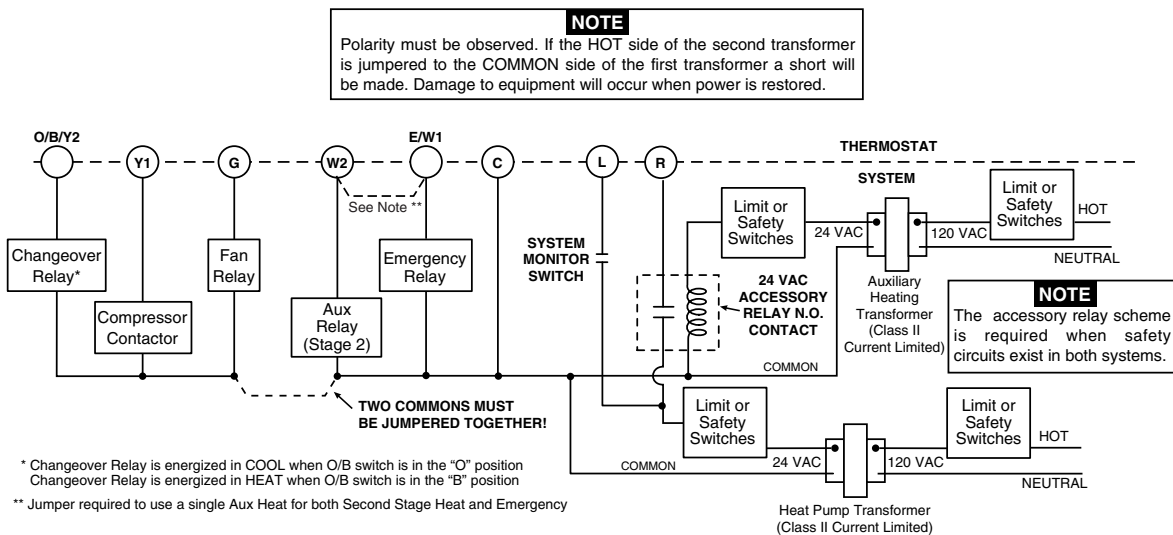 NOTE
Polarity must be observed. If the HOT side of the second transformer
is jumpered to the COMMON side of the first transformer a short will
be made. Damage to equipment will occur when power is restored.
O/B/Y2
E/W1
Y1
G
W2
C
L
R
THERMOSTAT
SYSTEM
See Note **
Changeover
Relay*
Compressor
Contactor
Fan
Relay
Aux
Relay
(Stage 2)
Emergency
Relay
SYSTEM
MONITOR
SWITCH
24 VAC
ACCESSORY
RELAY N.O.
CONTACT
Limit or
Safety
Switches
24 VAC
120 VAC
Limit or
Safety
Switches
HOT
NEUTRAL
Auxiliary
Heating
Transformer
(Class II
Current Limited)
COMMON
NOTE
The accessory relay scheme
is required when safety
circuits exist in both systems.
TWO COMMONS MUST
BE JUMPERED TOGETHER!
Limit or
Safety
Switches
COMMON
24 VAC
120 VAC
Limit or
Safety
Switches
HOT
NEUTRAL
Heat Pump Transformer
(Class II Current Limited)
* Changeover Relay is energized in COOL when O/B switch is in the “O” position
Changeover Relay is energized in HEAT when O/B switch is in the “B” position
** Jumper required to use a single Aux Heat for both Second Stage Heat and Emergency